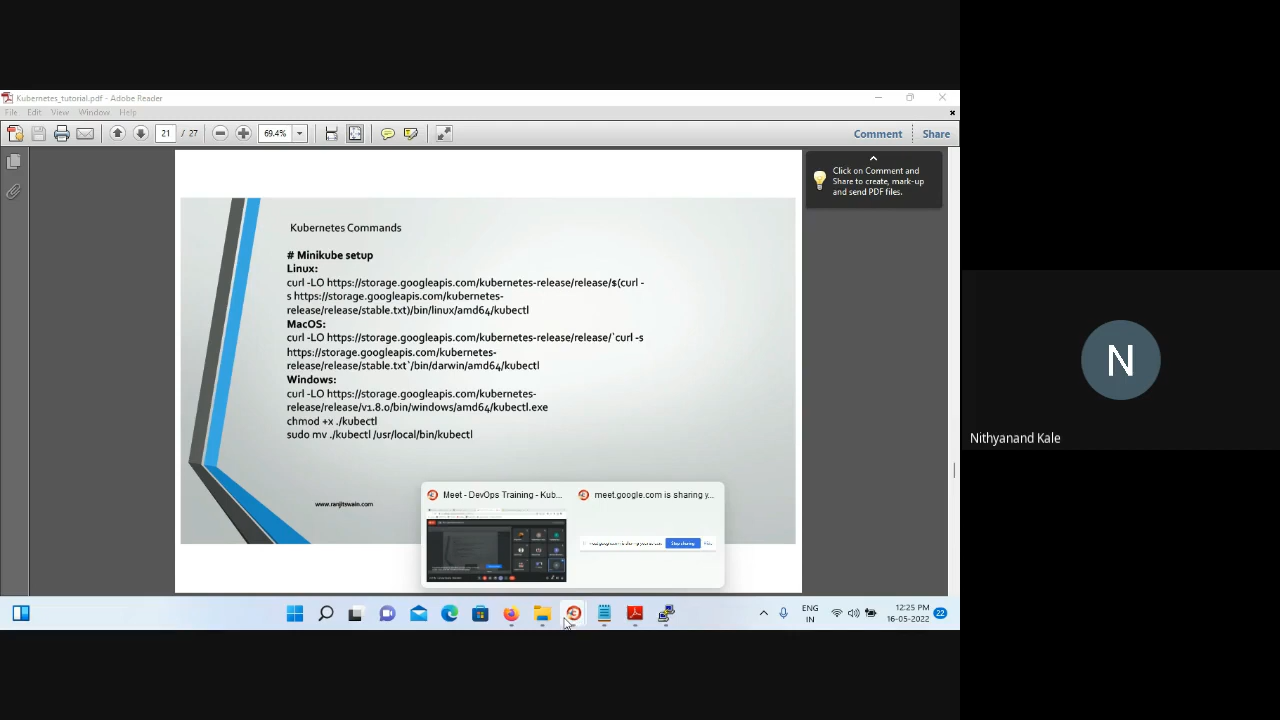 Kubernetes_tutorial.pdf - Adobe Reader
File Edit View Window Help
21 / 27 69.4% Comment Share
Click on Comment and
Share to create, mark-up
and send PDF files.
Kubernetes Commands
# Minikube setup
Linux:
curl -LO https://storage.googleapis.com/kubernetes-release/release/$(curl -
s https://storage.googleapis.com/kubernetes-
release/release/stable.txt)/bin/linux/amd64/kubectl
MacOS:
curl -LO https://storage.googleapis.com/kubernetes-release/release/`curl -s
https://storage.googleapis.com/kubernetes-
release/release/stable.txt`/bin/darwin/amd64/kubectl
Windows:
curl -LO https://storage.googleapis.com/kubernetes-
release/release/v1.8.0/bin/windows/amd64/kubectl.exe
chmod +x ./kubectl
sudo mv ./kubectl /usr/local/bin/kubectl
www.ranjitswain.com
Meet - DevOps Training - Kub... meet.google.com is sharing y...
Stop sharing
N
Nithyanand Kale
ENG
IN
12:25 PM
16-05-2022
22